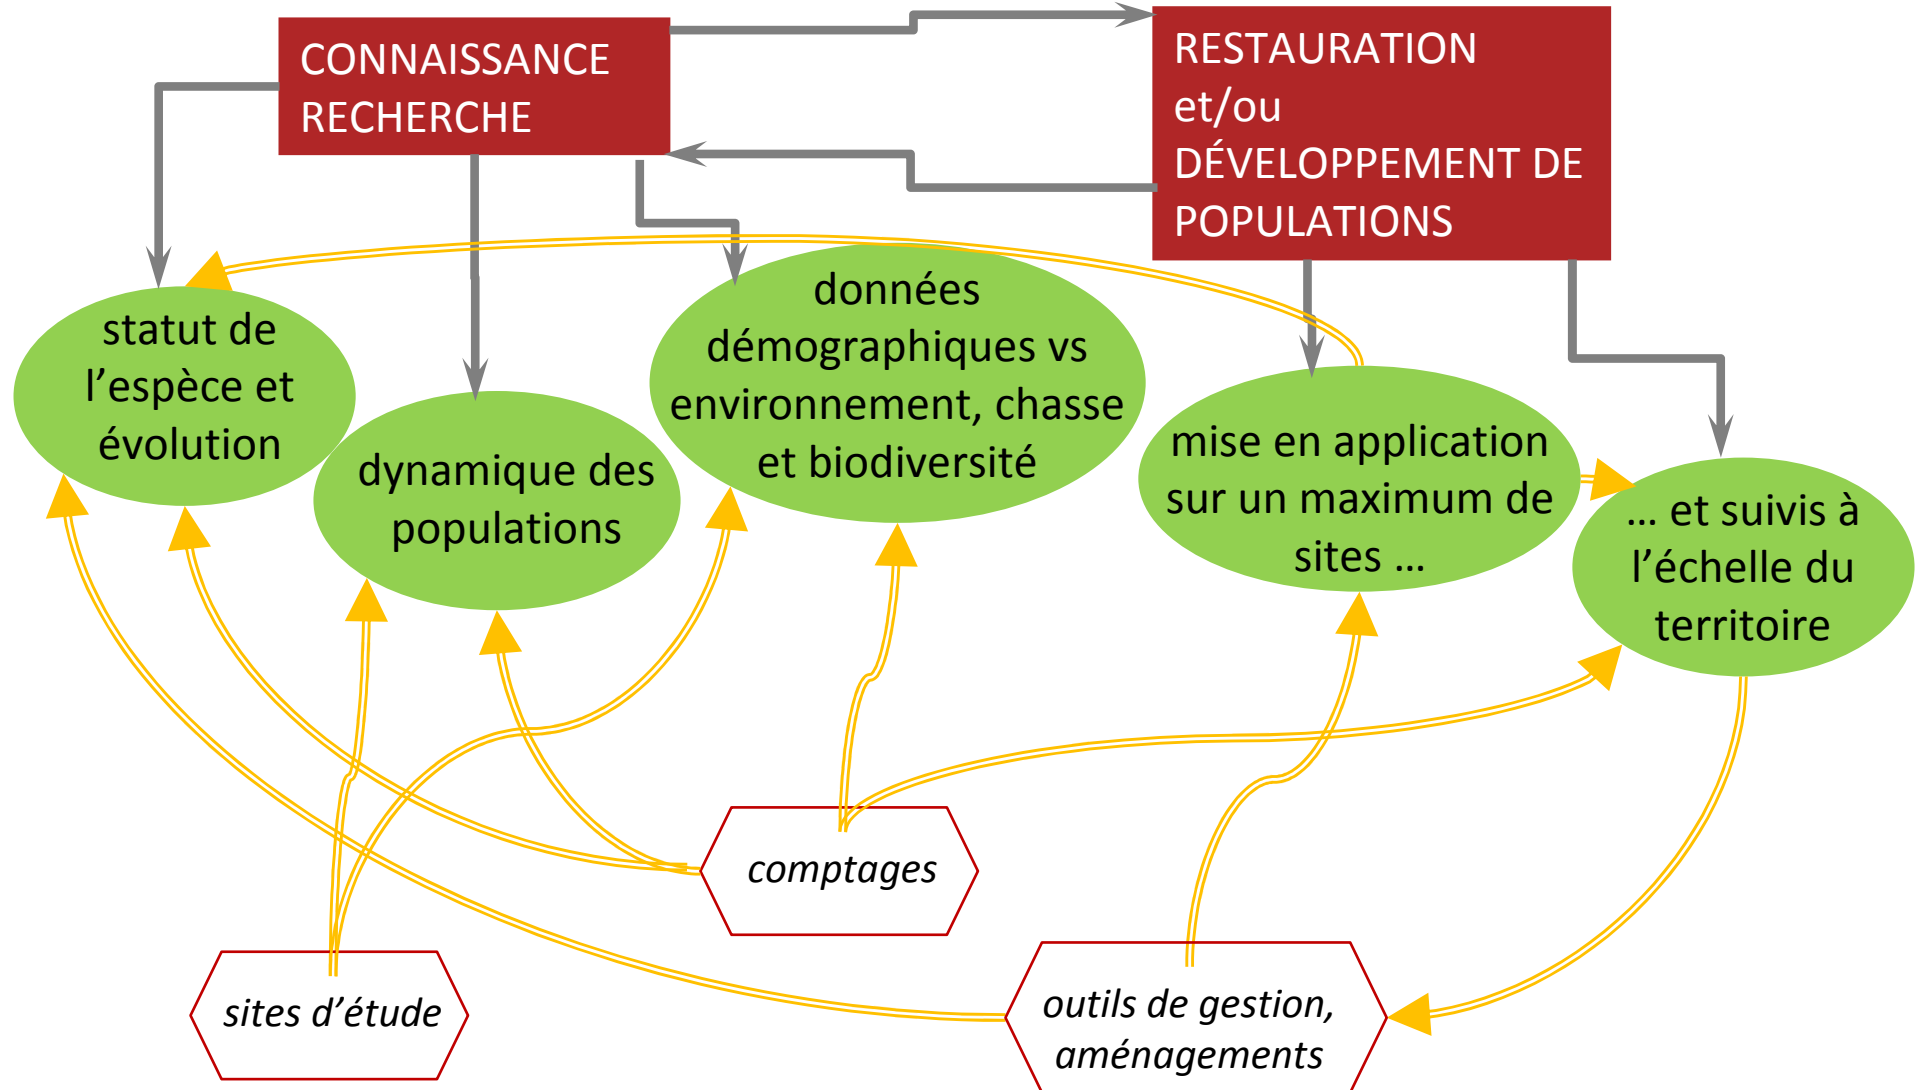 CONNAISSANCE
RECHERCHE
RESTAURATION
et/ou
DÉVELOPPEMENT DE
POPULATIONS
statut de
l’espèce et
évolution
dynamique des
populations
données
démographiques vs
environnement, chasse
et biodiversité
mise en application
sur un maximum de
sites …
… et suivis à
l’échelle du
territoire
comptages
sites d’étude
outils de gestion,
aménagements